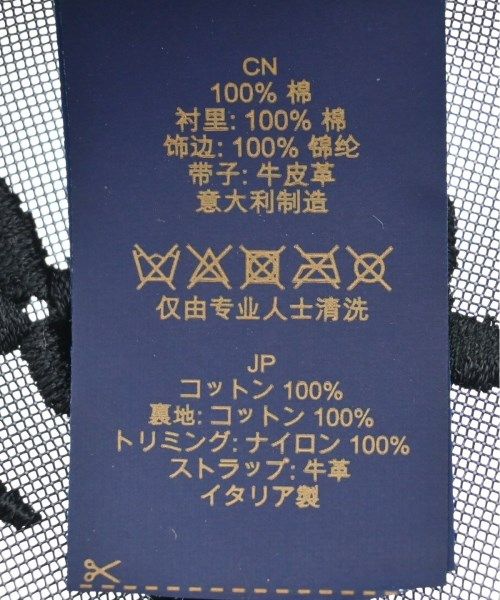 CN
100% 棉
衬里: 100% 棉
饰边: 100% 锦纶
带子: 牛皮革
意大利制造
仅由专业人士清洗
JP
コットン 100%
裏地: コットン 100%
トリミング: ナイロン 100%
ストラップ: 牛革
イタリア製